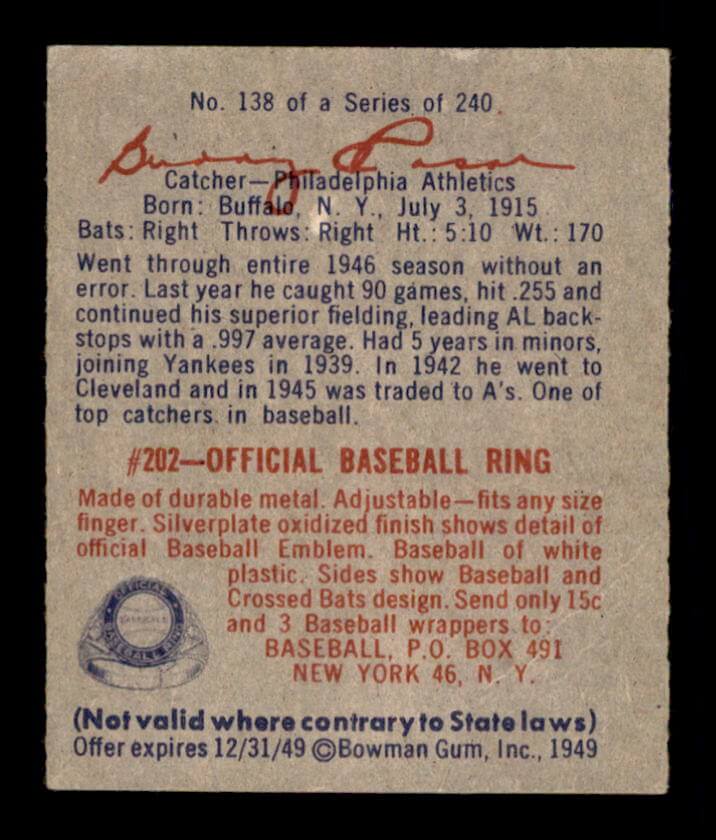 No. 138 of a Series of 240
Buddy Rosar
Catcher—Philadelphia Athletics
Born: Buffalo, N. Y., July 3, 1915
Bats: Right Throws: Right Ht.: 5:10 Wt.: 170
Went through entire 1946 season without an
error. Last year he caught 90 games, hit .255 and
continued his superior fielding, leading AL back-
stops with a .997 average. Had 5 years in minors,
joining Yankees in 1939. In 1942 he went to
Cleveland and in 1945 was traded to A's. One of
top catchers in baseball.
#202—OFFICIAL BASEBALL RING
Made of durable metal. Adjustable—fits any size
finger. Silverplate oxidized finish shows detail of
official Baseball Emblem. Baseball of white
plastic. Sides show Baseball and
Crossed Bats design. Send only 15c
and 3 Baseball wrappers to:
BASEBALL, P.O. BOX 491
NEW YORK 46, N. Y.
OFFICIAL
BASEBALL RING
(Not valid where contrary to State laws)
Offer expires 12/31/49 ©Bowman Gum, Inc., 1949